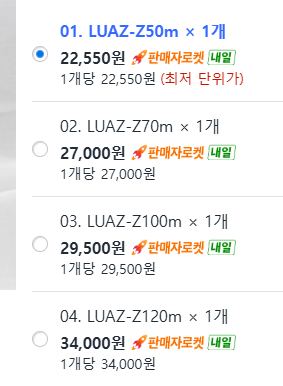 01. LUAZ-Z50m × 1개
22,550원 판매자로켓 내일
1개당 22,550원 (최저 단위가)
02. LUAZ-Z70m × 1개
27,000원 판매자로켓 내일
1개당 27,000원
03. LUAZ-Z100m × 1개
29,500원 판매자로켓 내일
1개당 29,500원
04. LUAZ-Z120m × 1개
34,000원 판매자로켓 내일
1개당 34,000원